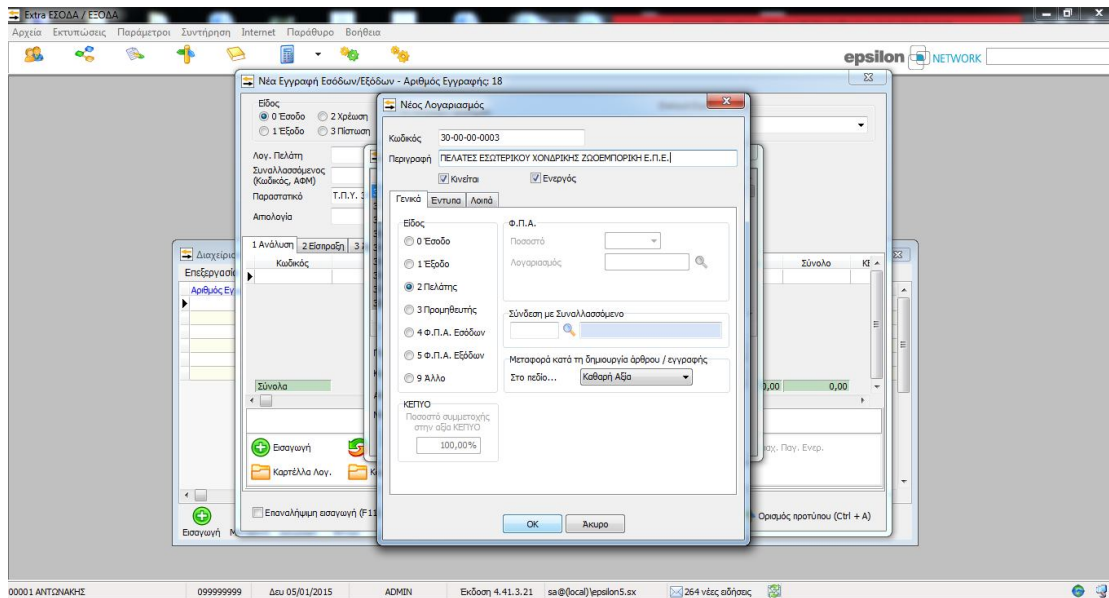 Extra ΕΣΟΔΑ / ΕΞΟΔΑ
Αρχεία Εκτυπώσεις Παράμετροι Συντήρηση Internet Παράθυρο Βοήθεια
epsilon NETWORK
Νέα Εγγραφή Εσόδων/Εξόδων - Αριθμός Εγγραφής: 18
Είδος
0 Έσοδο 2 Χρέωση
1 Έξοδο 3 Πίστωση
Λογ. Πελάτη
Συναλλασσόμενος
(Κωδικός, ΑΦΜ)
Παραστατικό Τ.Π.Υ.
Αιτιολογία
1 Ανάλυση 2 Είσπραξη 3
Κωδικός Σύνολο ΚΕ
Σύνολα 0,00 0,00
Εισαγωγή
Καρτέλλα Λογ.
Παγ. Ενερ.
Επαναλήψιμη εισαγωγή (F11
Ορισμός προτύπου (Ctrl + A)
Διαχείρισ
Επεξεργασί
Αριθμός Εγ
Εισαγωγή
Νέος Λογαριασμός
Κωδικός 30-00-00-0003
Περιγραφή ΠΕΛΑΤΕΣ ΕΣΩΤΕΡΙΚΟΥ ΧΟΝΔΡΙΚΗΣ ΖΩΟΕΜΠΟΡΙΚΗ Ε.Π.Ε.
Κινείται Ενεργός
Γενικά Έντυπα Λοιπά
Είδος
0 Έσοδο
1 Έξοδο
2 Πελάτης
3 Προμηθευτής
4 Φ.Π.Α. Εσόδων
5 Φ.Π.Α. Εξόδων
9 Άλλο
Φ.Π.Α.
Ποσοστό
Λογαριασμός
Σύνδεση με Συναλλασσόμενο
Μεταφορά κατά τη δημιουργία άρθρου / εγγραφής
Στο πεδίο... Καθαρή Αξία
ΚΕΠΥΟ
Ποσοστό συμμετοχής
στην αξία ΚΕΠΥΟ
100,00%
OK Άκυρο
00001 ΑΝΤΩΝΑΚΗΣ 099999999 Δευ 05/01/2015 ADMIN Έκδοση 4.41.3.21 sa@(local)\epsilon5.sx 264 νέες ειδήσεις